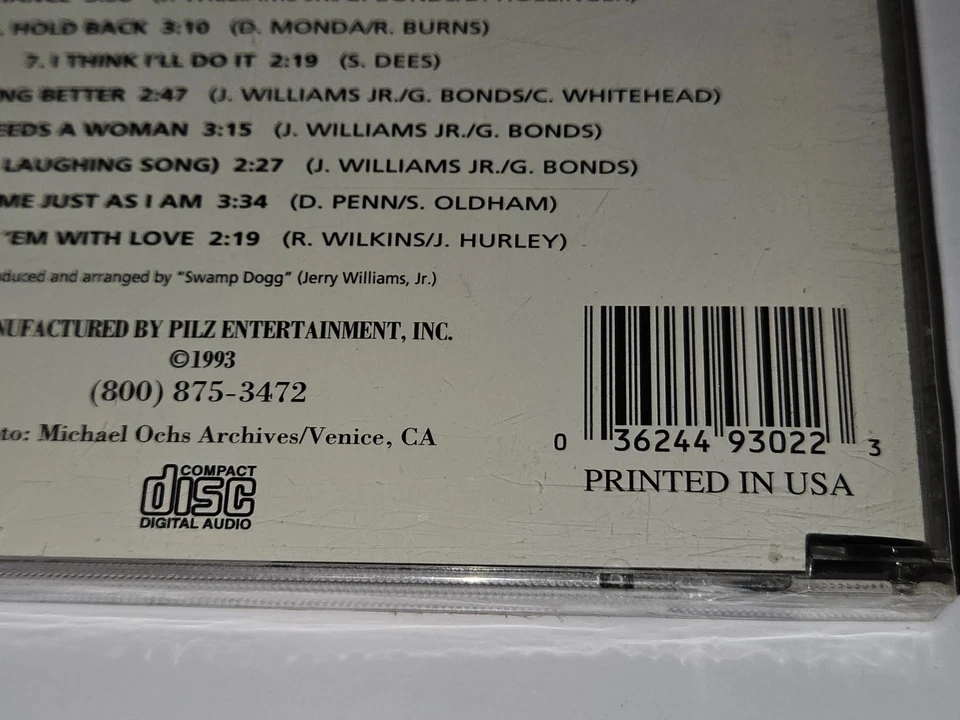 HOLD BACK 3:10 (D. MONDA/R. BURNS)
7. I THINK I'LL DO IT 2:19 (S. DEES)
NG BETTER 2:47 (J. WILLIAMS JR./G. BONDS/C. WHITEHEAD)
EEDS A WOMAN 3:15 (J. WILLIAMS JR./G. BONDS)
LAUGHING SONG) 2:27 (J. WILLIAMS JR./G. BONDS)
ME JUST AS I AM 3:34 (D. PENN/S. OLDHAM)
'EM WITH LOVE 2:19 (R. WILKINS/J. HURLEY)
duced and arranged by "Swamp Dogg" (Jerry Williams, Jr.)
NUFACTURED BY PILZ ENTERTAINMENT, INC.
©1993
(800) 875-3472
to: Michael Ochs Archives/Venice, CA
COMPACT
disc
DIGITAL AUDIO
0 36244 93022 3
PRINTED IN USA